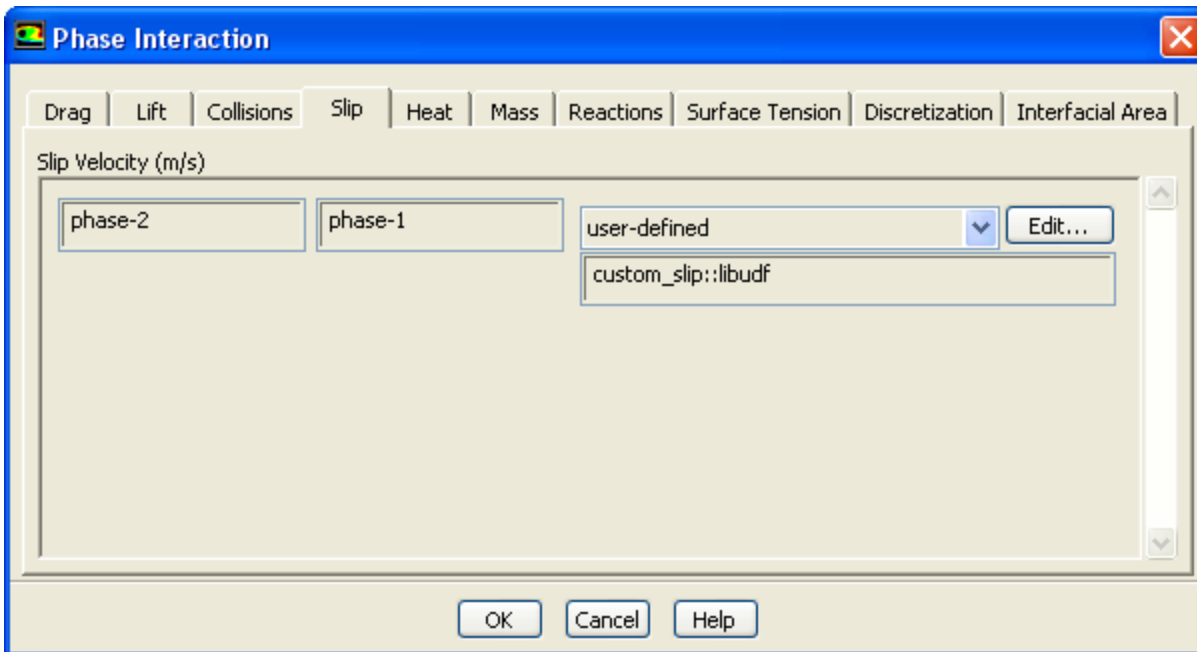 Phase Interaction
Drag Lift Collisions Slip Heat Mass Reactions Surface Tension Discretization Interfacial Area
Slip Velocity (m/s)
phase-2 phase-1 user-defined Edit...
custom_slip::libudf
OK Cancel Help